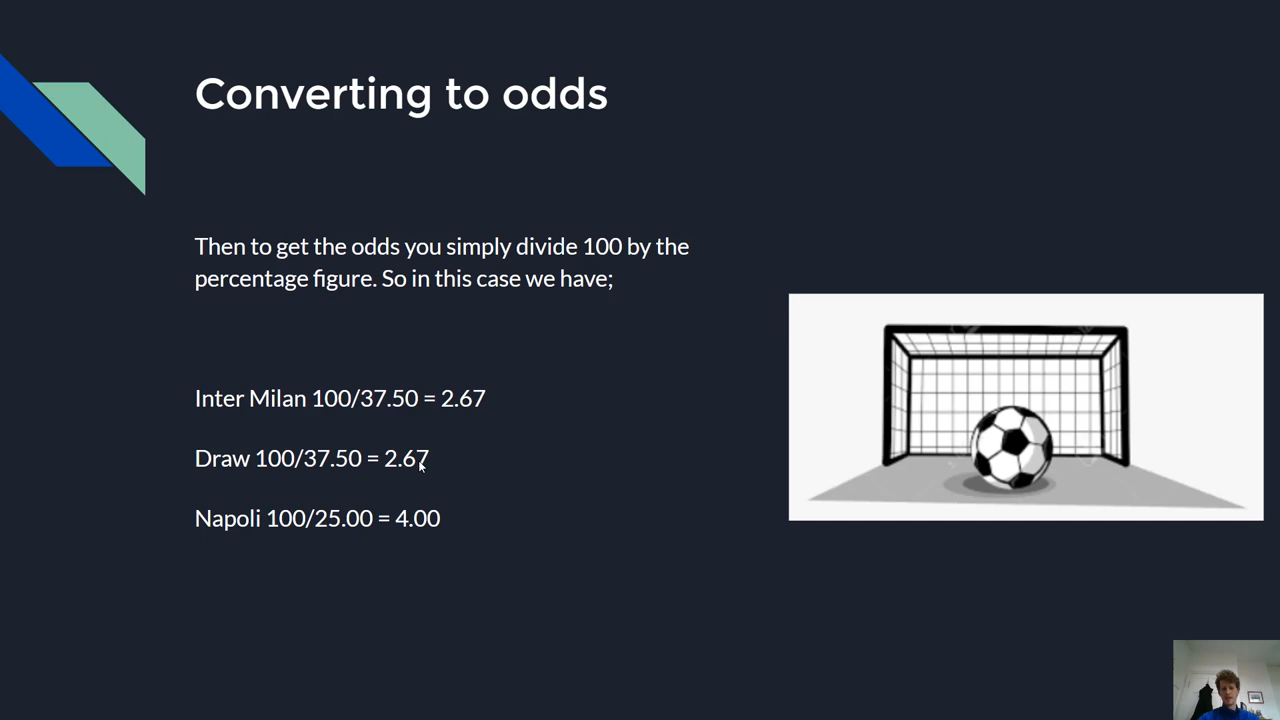 Converting to odds
Then to get the odds you simply divide 100 by the
percentage figure. So in this case we have;
Inter Milan 100/37.50 = 2.67
Draw 100/37.50 = 2.67
Napoli 100/25.00 = 4.00